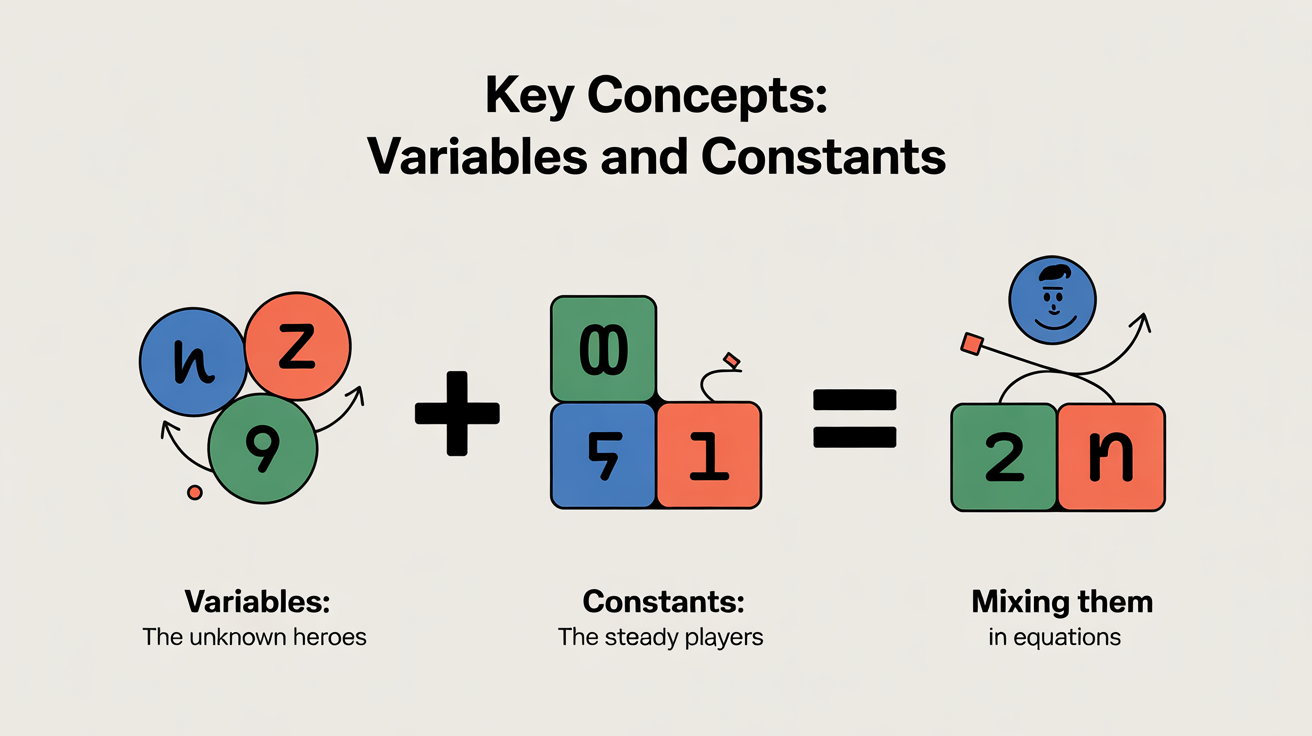 Key Concepts:
Variables and Constants
n Z
9
00
5 1
2 n
Variables:
The unknown heroes
Constants:
The steady players
Mixing them
in equations